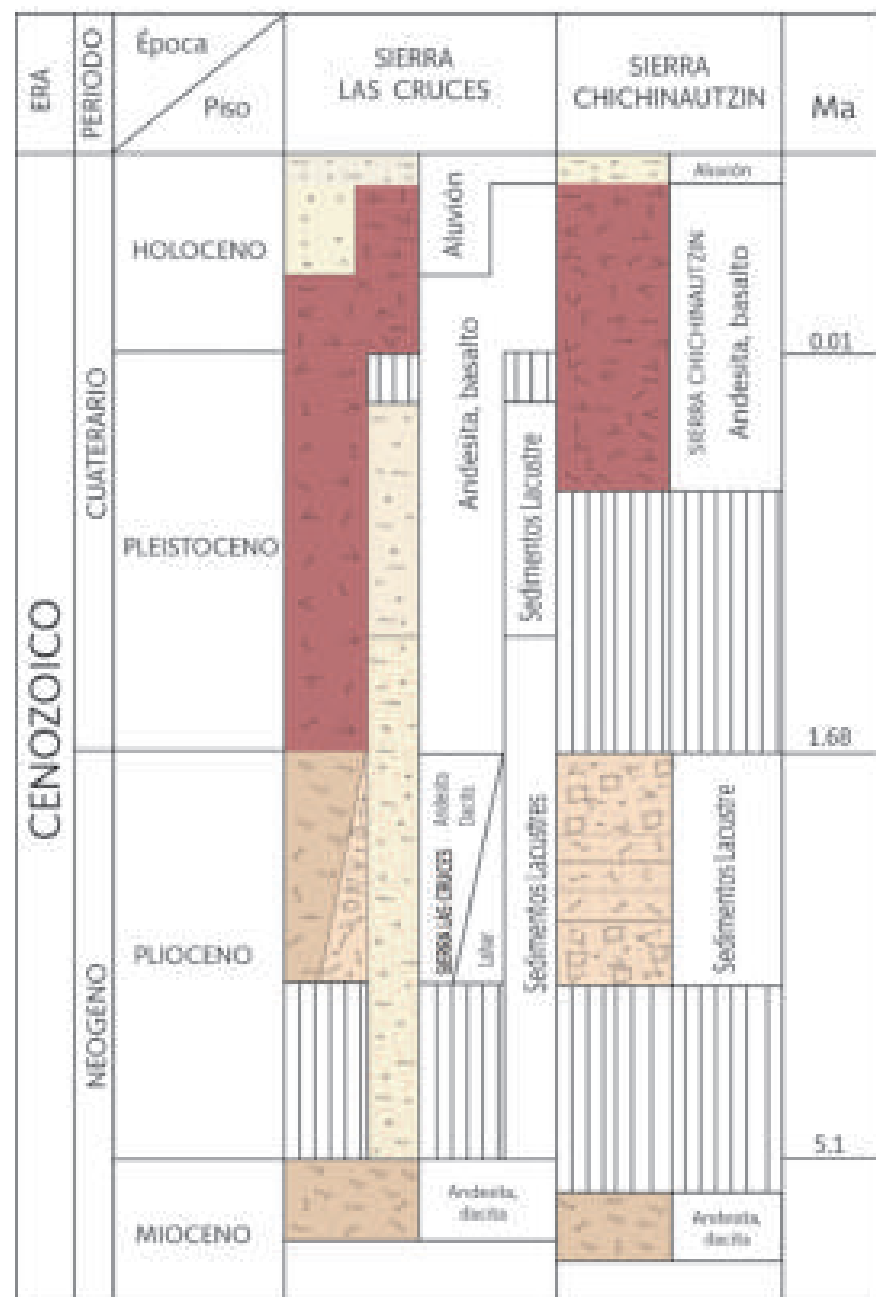 ERA
PERIODO
Época
Piso
SIERRA
LAS CRUCES
SIERRA
CHICHINAUTZIN
Ma
CENOZOICO
CUATERARIO
NEOGENO
HOLOCENO
PLEISTOCENO
PLIOCENO
MIOCENO
Aluvión
Andesita, basalto
Sedimentos Lacustre
SIERRA LAS CRUCES
Andesita
Dacita
Lahar
Sedimentos Lacustres
Andesita,
dacita
Aluvión
SIERRA CHICHINAUTZIN
Andesita, basalto
Sedimentos Lacustre
Andesita,
dacita
0.01
1.68
5.1